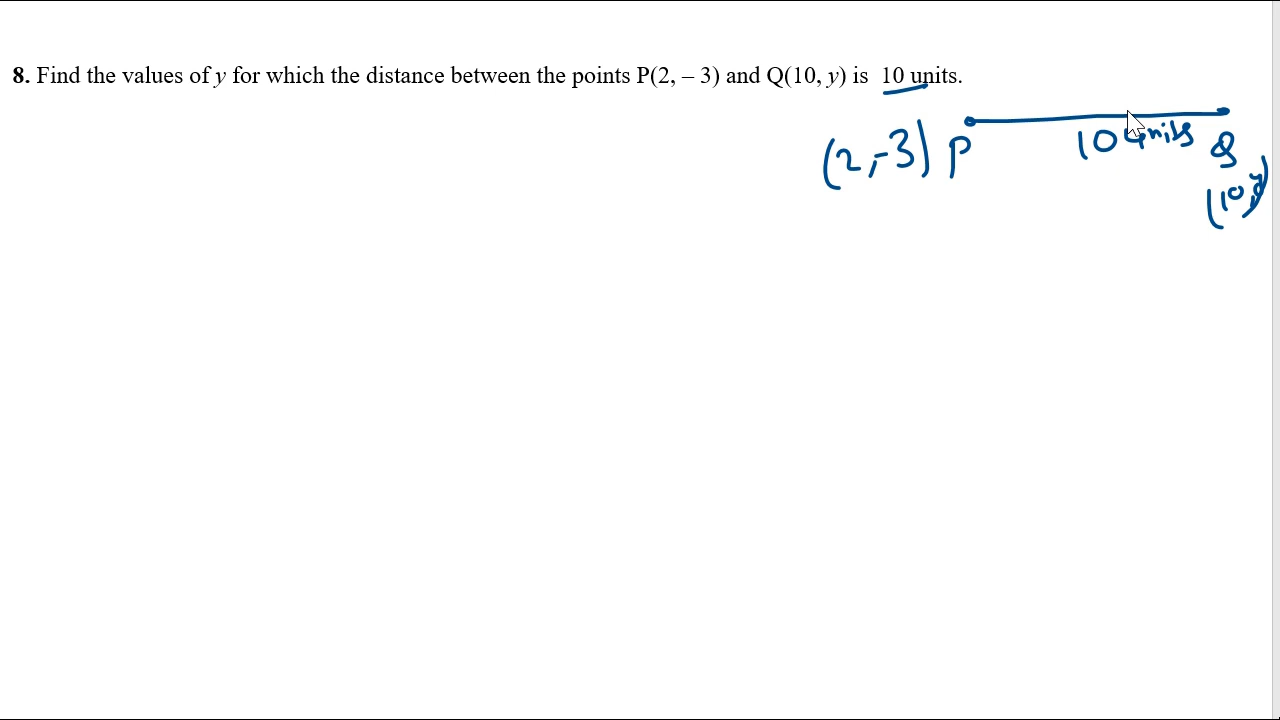 8. Find the values of y for which the distance between the points P(2, – 3) and Q(10, y) is 10 units.
(2,-3) P 10 units Q
(10,y)